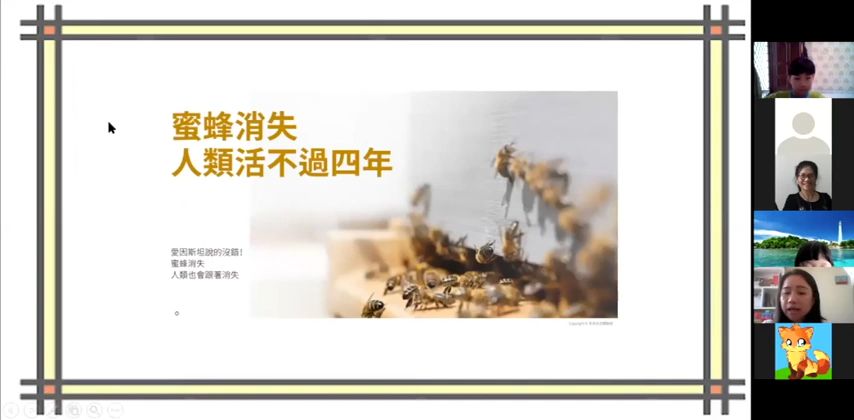 蜜蜂消失
人類活不過四年
愛因斯坦說的沒錯!
蜜蜂消失
人類也會跟著消失